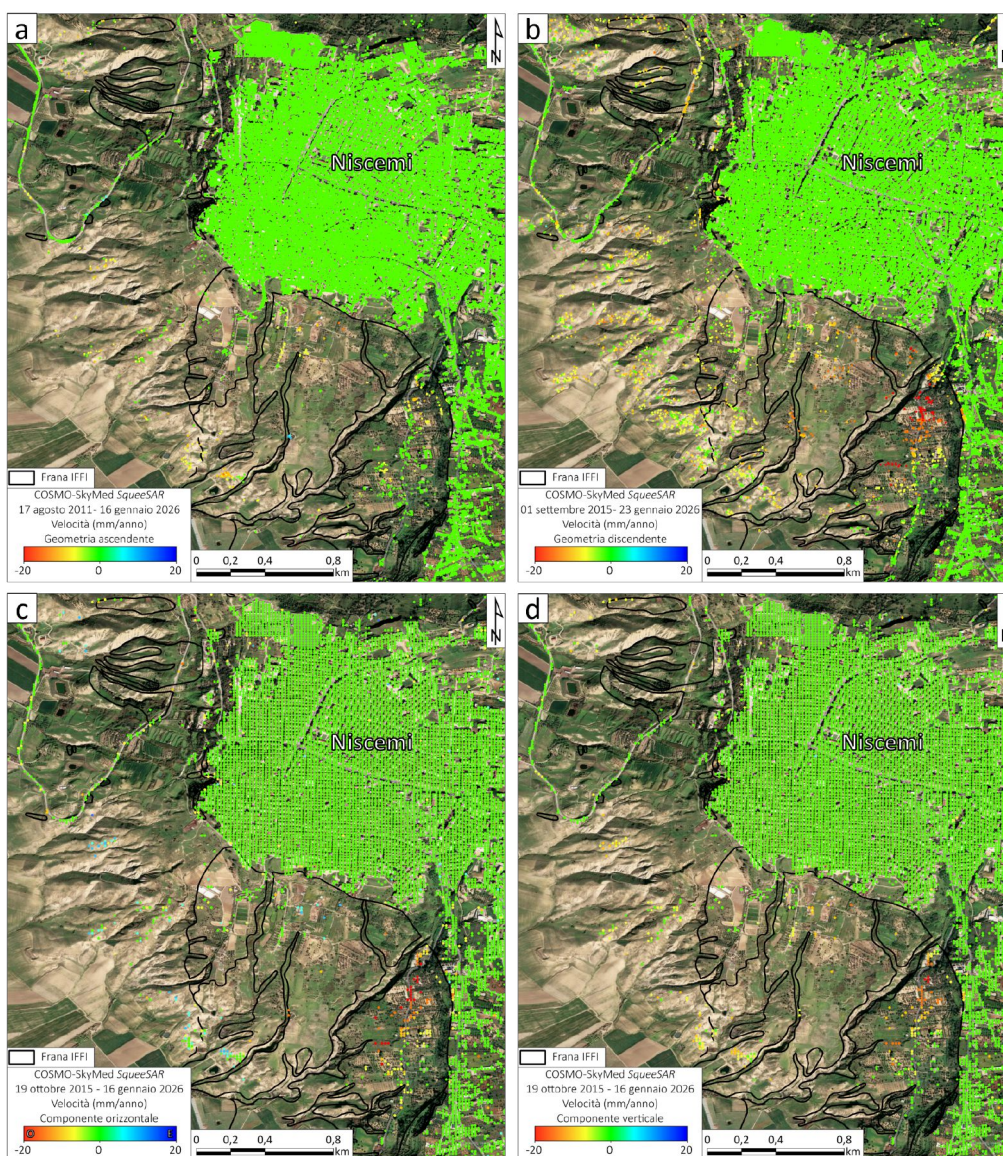 a
N
Niscemi
Frana IFFI
COSMO-SkyMed SqueeSAR
17 agosto 2011- 16 gennaio 2026
Velocità (mm/anno)
Geometria ascendente
-20 0 20
0 0,2 0,4 0,8
km
b
Niscemi
Frana IFFI
COSMO-SkyMed SqueeSAR
01 settembre 2015- 23 gennaio 2026
Velocità (mm/anno)
Geometria discendente
-20 0 20
0 0,2 0,4 0,8
km
c
N
Niscemi
Frana IFFI
COSMO-SkyMed SqueeSAR
19 ottobre 2015 - 16 gennaio 2026
Velocità (mm/anno)
Componente orizzontale
O E
-20 0 20
0 0,2 0,4 0,8
km
d
Niscemi
Frana IFFI
COSMO-SkyMed SqueeSAR
19 ottobre 2015 - 16 gennaio 2026
Velocità (mm/anno)
Componente verticale
-20 0 20
0 0,2 0,4 0,8
km